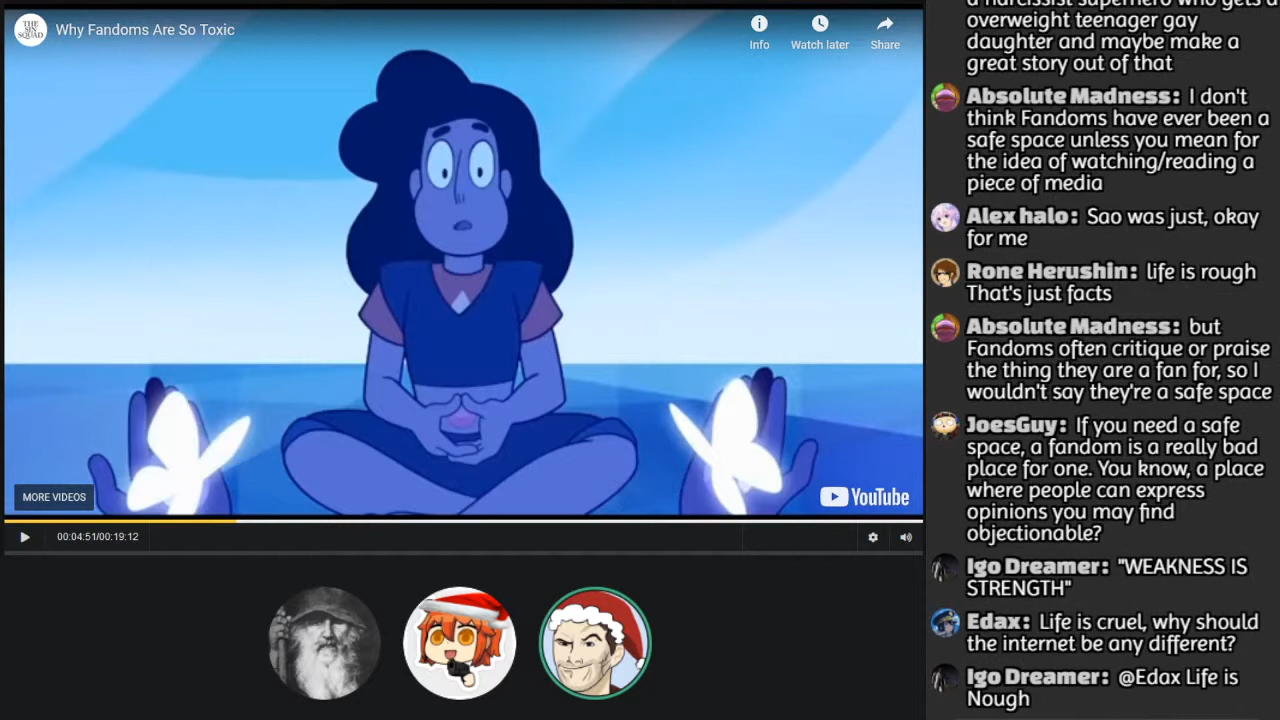 THE
SIN
SQUAD
Why Fandoms Are So Toxic
Info
Watch later
Share
MORE VIDEOS
YouTube
00:04:51/00:19:12
a narcissist superhero who gets a
overweight teenager gay
daughter and maybe make a
great story out of that
Absolute Madness: I don't
think Fandoms have ever been a
safe space unless you mean for
the idea of watching/reading a
piece of media
Alex halo: Sao was just, okay
for me
Rone Herushin: life is rough
That's just facts
Absolute Madness: but
Fandoms often critique or praise
the thing they are a fan for, so I
wouldn't say they're a safe space
JoesGuy: If you need a safe
space, a fandom is a really bad
place for one. You know, a place
where people can express
opinions you may find
objectionable?
Igo Dreamer: "WEAKNESS IS
STRENGTH"
Edax: Life is cruel, why should
the internet be any different?
Igo Dreamer: @Edax Life is
Nough